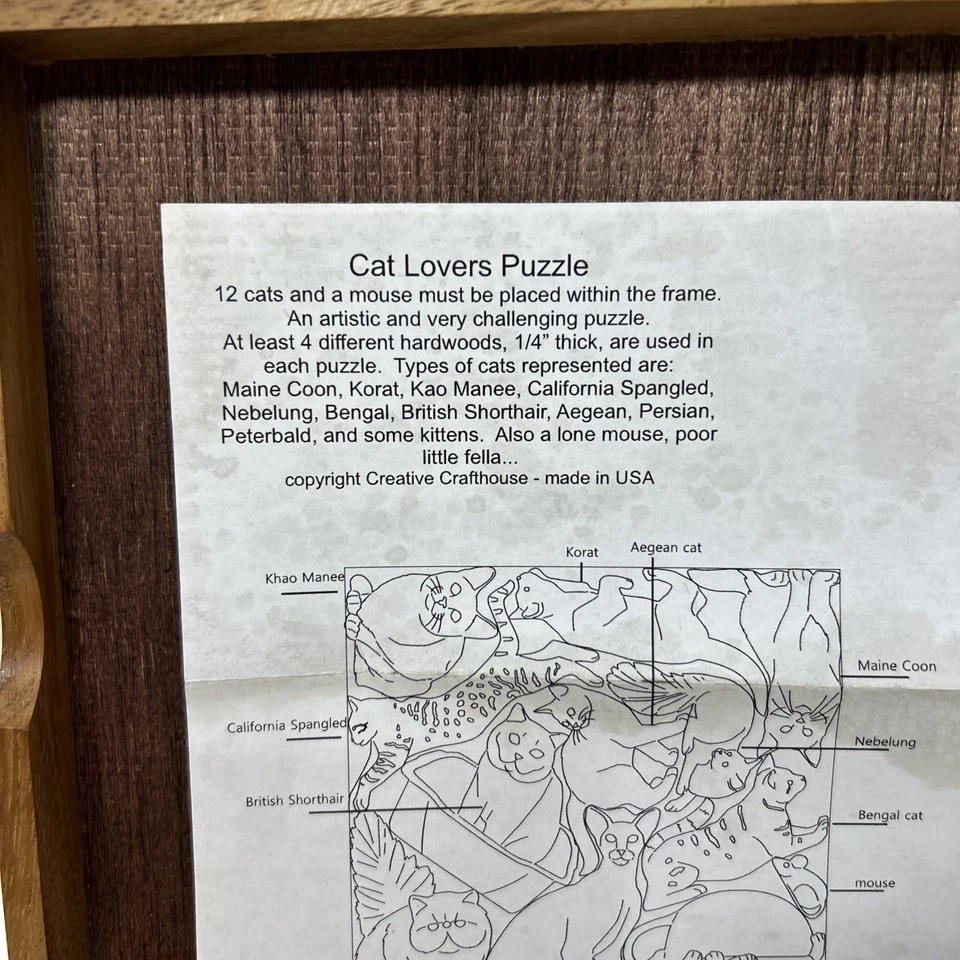 Cat Lovers Puzzle
12 cats and a mouse must be placed within the frame.
An artistic and very challenging puzzle.
At least 4 different hardwoods, 1/4” thick, are used in
each puzzle.  Types of cats represented are:
Maine Coon, Korat, Kao Manee, California Spangled,
Nebelung, Bengal, British Shorthair, Aegean, Persian,
Peterbald, and some kittens.  Also a lone mouse, poor
little fella...
copyright Creative Crafthouse - made in USA
Korat
Aegean cat
Khao Manee
Maine Coon
California Spangled
Nebelung
British Shorthair
Bengal cat
mouse